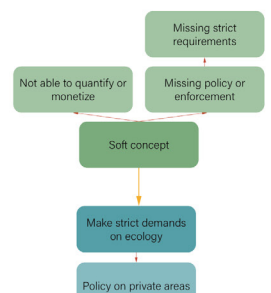 Missing strict
requirements
Not able to quantify or
monetize
Missing policy or
enforcement
Soft concept
Make strict demands
on ecology
Policy on private areas